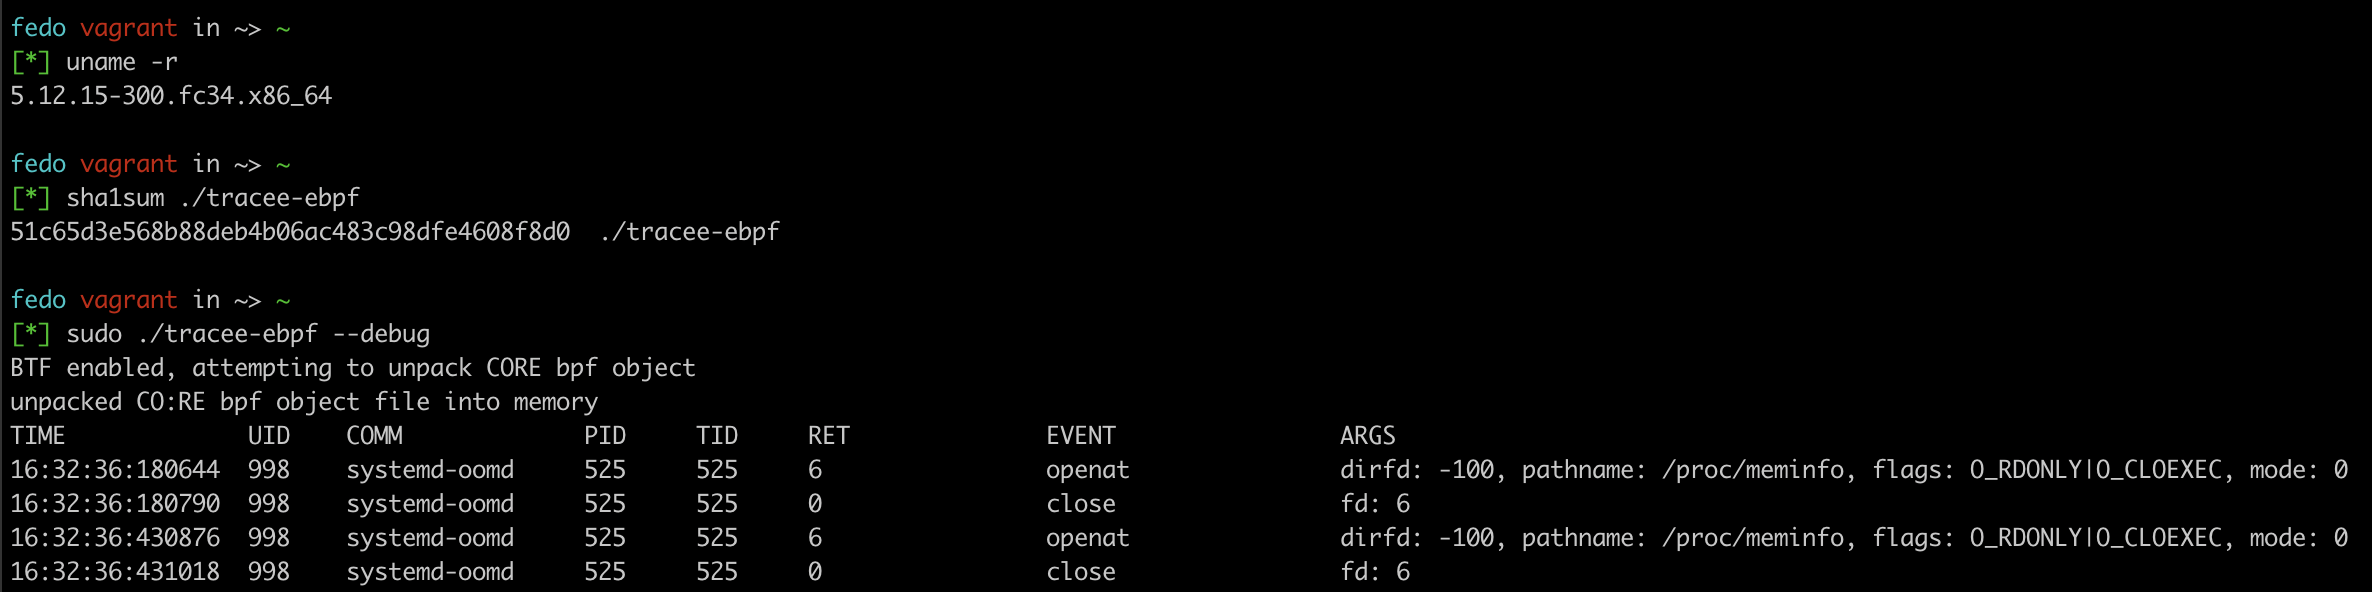 fedo vagrant in ~> ~
[*] uname -r
5.12.15-300.fc34.x86_64
fedo vagrant in ~> ~
[*] sha1sum ./tracee-ebpf
51c65d3e568b88deb4b06ac483c98dfe4608f8d0  ./tracee-ebpf
fedo vagrant in ~> ~
[*] sudo ./tracee-ebpf --debug
BTF enabled, attempting to unpack CORE bpf object
unpacked CO:RE bpf object file into memory
TIME             UID    COMM             PID     TID     RET              EVENT                ARGS
16:32:36:180644  998    systemd-oomd     525     525     6                openat               dirfd: -100, pathname: /proc/meminfo, flags: O_RDONLY|O_CLOEXEC, mode: 0
16:32:36:180790  998    systemd-oomd     525     525     0                close                fd: 6
16:32:36:430876  998    systemd-oomd     525     525     6                openat               dirfd: -100, pathname: /proc/meminfo, flags: O_RDONLY|O_CLOEXEC, mode: 0
16:32:36:431018  998    systemd-oomd     525     525     0                close                fd: 6